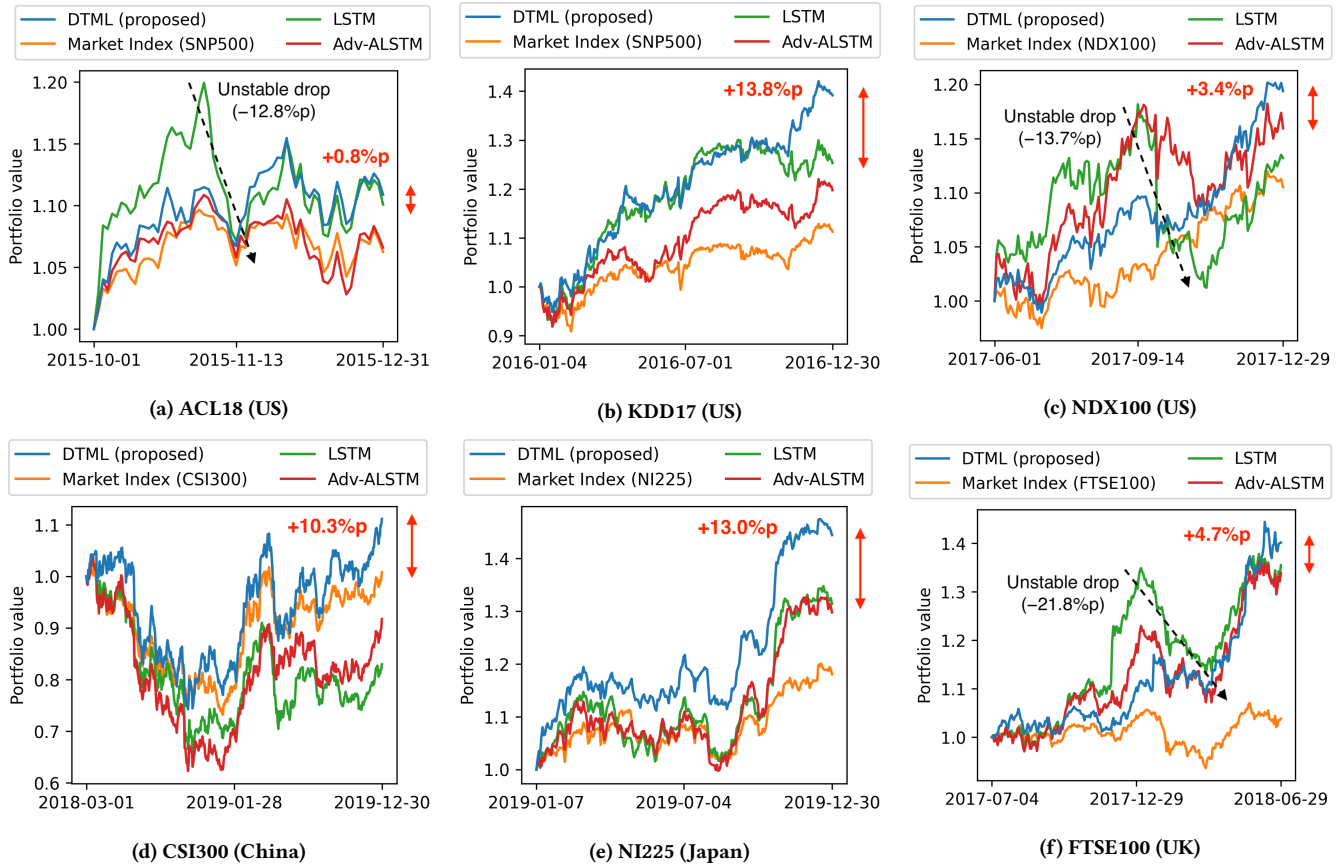 DTML (proposed) LSTM
Market Index (SNP500) Adv-ALSTM
Portfolio value
1.20
1.15
1.10
1.05
1.00
Unstable drop
(−12.8%p)
+0.8%p
2015-10-01 2015-11-13 2015-12-31
(a) ACL18 (US)
DTML (proposed) LSTM
Market Index (SNP500) Adv-ALSTM
Portfolio value
1.4
1.3
1.2
1.1
1.0
0.9
+13.8%p
2016-01-04 2016-07-01 2016-12-30
(b) KDD17 (US)
DTML (proposed) LSTM
Market Index (NDX100) Adv-ALSTM
Portfolio value
1.20
1.15
1.10
1.05
1.00
Unstable drop
(−13.7%p)
+3.4%p
2017-06-01 2017-09-14 2017-12-29
(c) NDX100 (US)
DTML (proposed) LSTM
Market Index (CSI300) Adv-ALSTM
Portfolio value
1.1
1.0
0.9
0.8
0.7
0.6
+10.3%p
2018-03-01 2019-01-28 2019-12-30
(d) CSI300 (China)
DTML (proposed) LSTM
Market Index (NI225) Adv-ALSTM
Portfolio value
1.4
1.3
1.2
1.1
1.0
+13.0%p
2019-01-07 2019-07-04 2019-12-30
(e) NI225 (Japan)
DTML (proposed) LSTM
Market Index (FTSE100) Adv-ALSTM
Portfolio value
1.4
1.3
1.2
1.1
1.0
Unstable drop
(−21.8%p)
+4.7%p
2017-07-04 2017-12-29 2018-06-29
(f) FTSE100 (UK)